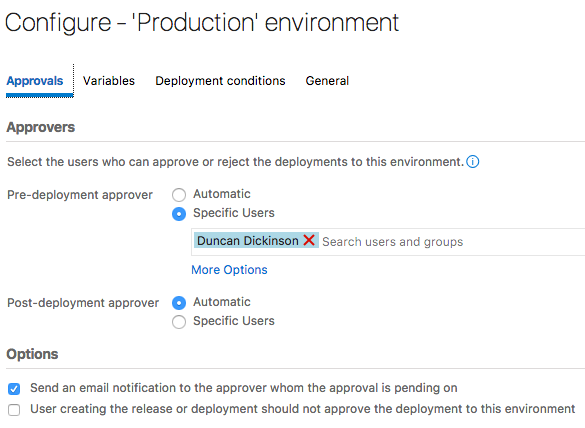 Configure - 'Production' environment
Approvals Variables Deployment conditions General
Approvers
Select the users who can approve or reject the deployments to this environment.
Pre-deployment approver Automatic
Specific Users
Duncan Dickinson Search users and groups
More Options
Post-deployment approver Automatic
Specific Users
Options
Send an email notification to the approver whom the approval is pending on
User creating the release or deployment should not approve the deployment to this environment